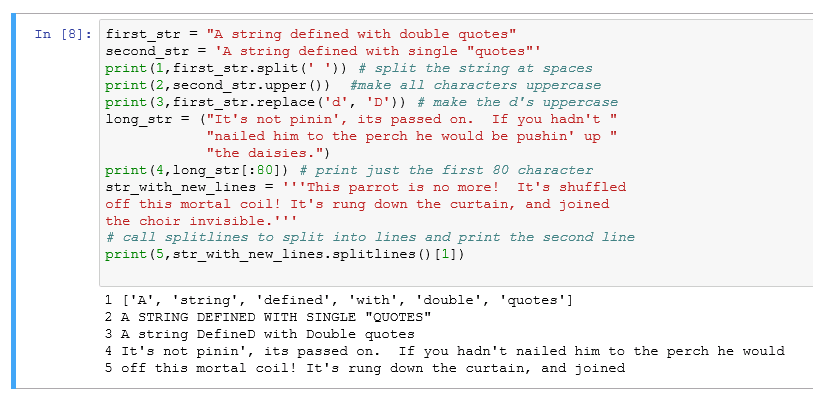 In [8]: first_str = "A string defined with double quotes"
second_str = 'A string defined with single "quotes"'
print(1,first_str.split(' ')) # split the string at spaces
print(2,second_str.upper())  #make all characters uppercase
print(3,first_str.replace('d', 'D')) # make the d's uppercase
long_str = ("It's not pinin', its passed on.  If you hadn't "
            "nailed him to the perch he would be pushin' up "
            "the daisies.")
print(4,long_str[:80]) # print just the first 80 character
str_with_new_lines = '''This parrot is no more!  It's shuffled
off this mortal coil! It's rung down the curtain, and joined
the choir invisible.'''
# call splitlines to split into lines and print the second line
print(5,str_with_new_lines.splitlines()[1])
1 ['A', 'string', 'defined', 'with', 'double', 'quotes']
2 A STRING DEFINED WITH SINGLE "QUOTES"
3 A string DefineD with Double quotes
4 It's not pinin', its passed on.  If you hadn't nailed him to the perch he would
5 off this mortal coil! It's rung down the curtain, and joined